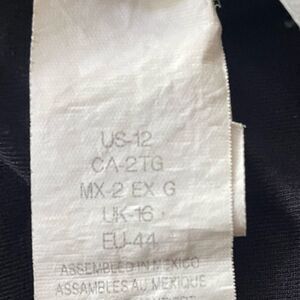 US-12
CA-2TG
MX-2 EX G
UK-16
EU-44
ASSEMBLED IN MEXICO
ASSEMBLES AU MEXIQUE